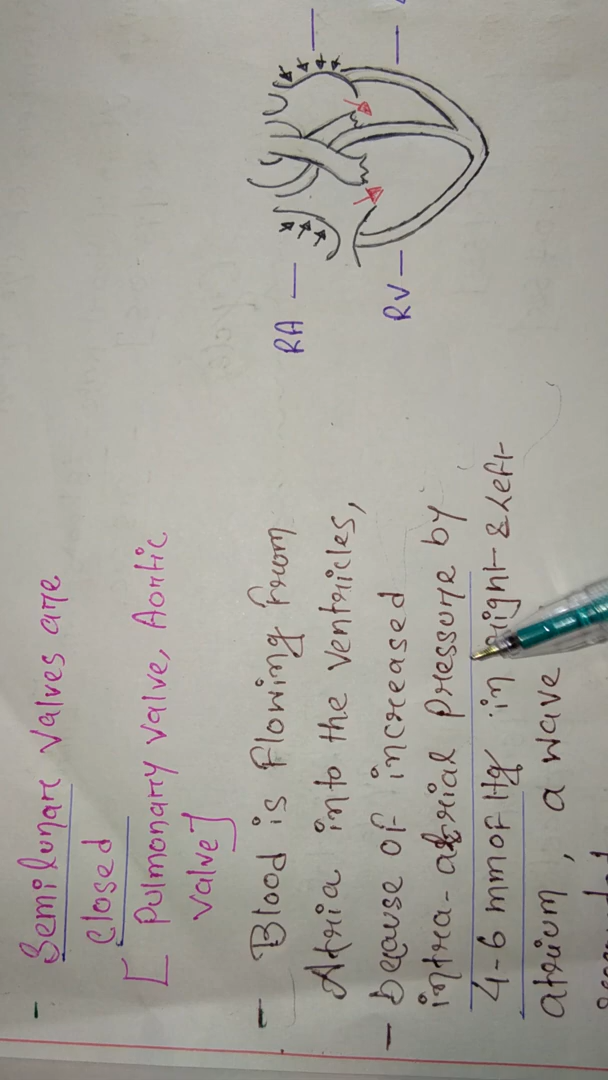 - Semilunar valves are
closed
[ Pulmonary valve, Aortic
valve]
- Blood is flowing from
Atria into the ventricles,
- because of increased
intra-atrial pressure by
4-6 mm of Hg in right & left
atrium, a wave
RA
RV